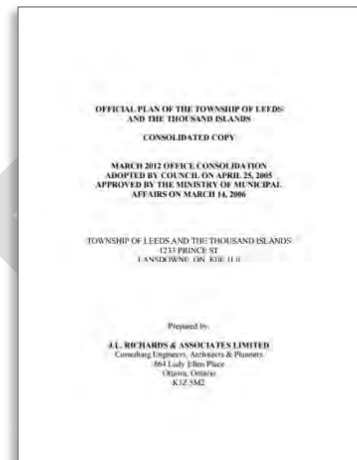 OFFICIAL PLAN OF THE TOWNSHIP OF LEEDS
AND THE THOUSAND ISLANDS
CONSOLIDATED COPY
MARCH 2012 OFFICE CONSOLIDATION
ADOPTED BY COUNCIL ON APRIL 25, 2005
APPROVED BY THE MINISTRY OF MUNICIPAL
AFFAIRS ON MARCH 14, 2006
TOWNSHIP OF LEEDS AND THE THOUSAND ISLANDS
1233 PRINCE ST
LANSDOWNE, ON
Prepared by:
J.L. RICHARDS & ASSOCIATES LIMITED
Consulting Engineers, Architects & Planners
864 Lady Ellen Place
Ottawa, Ontario
K1Z 5M2